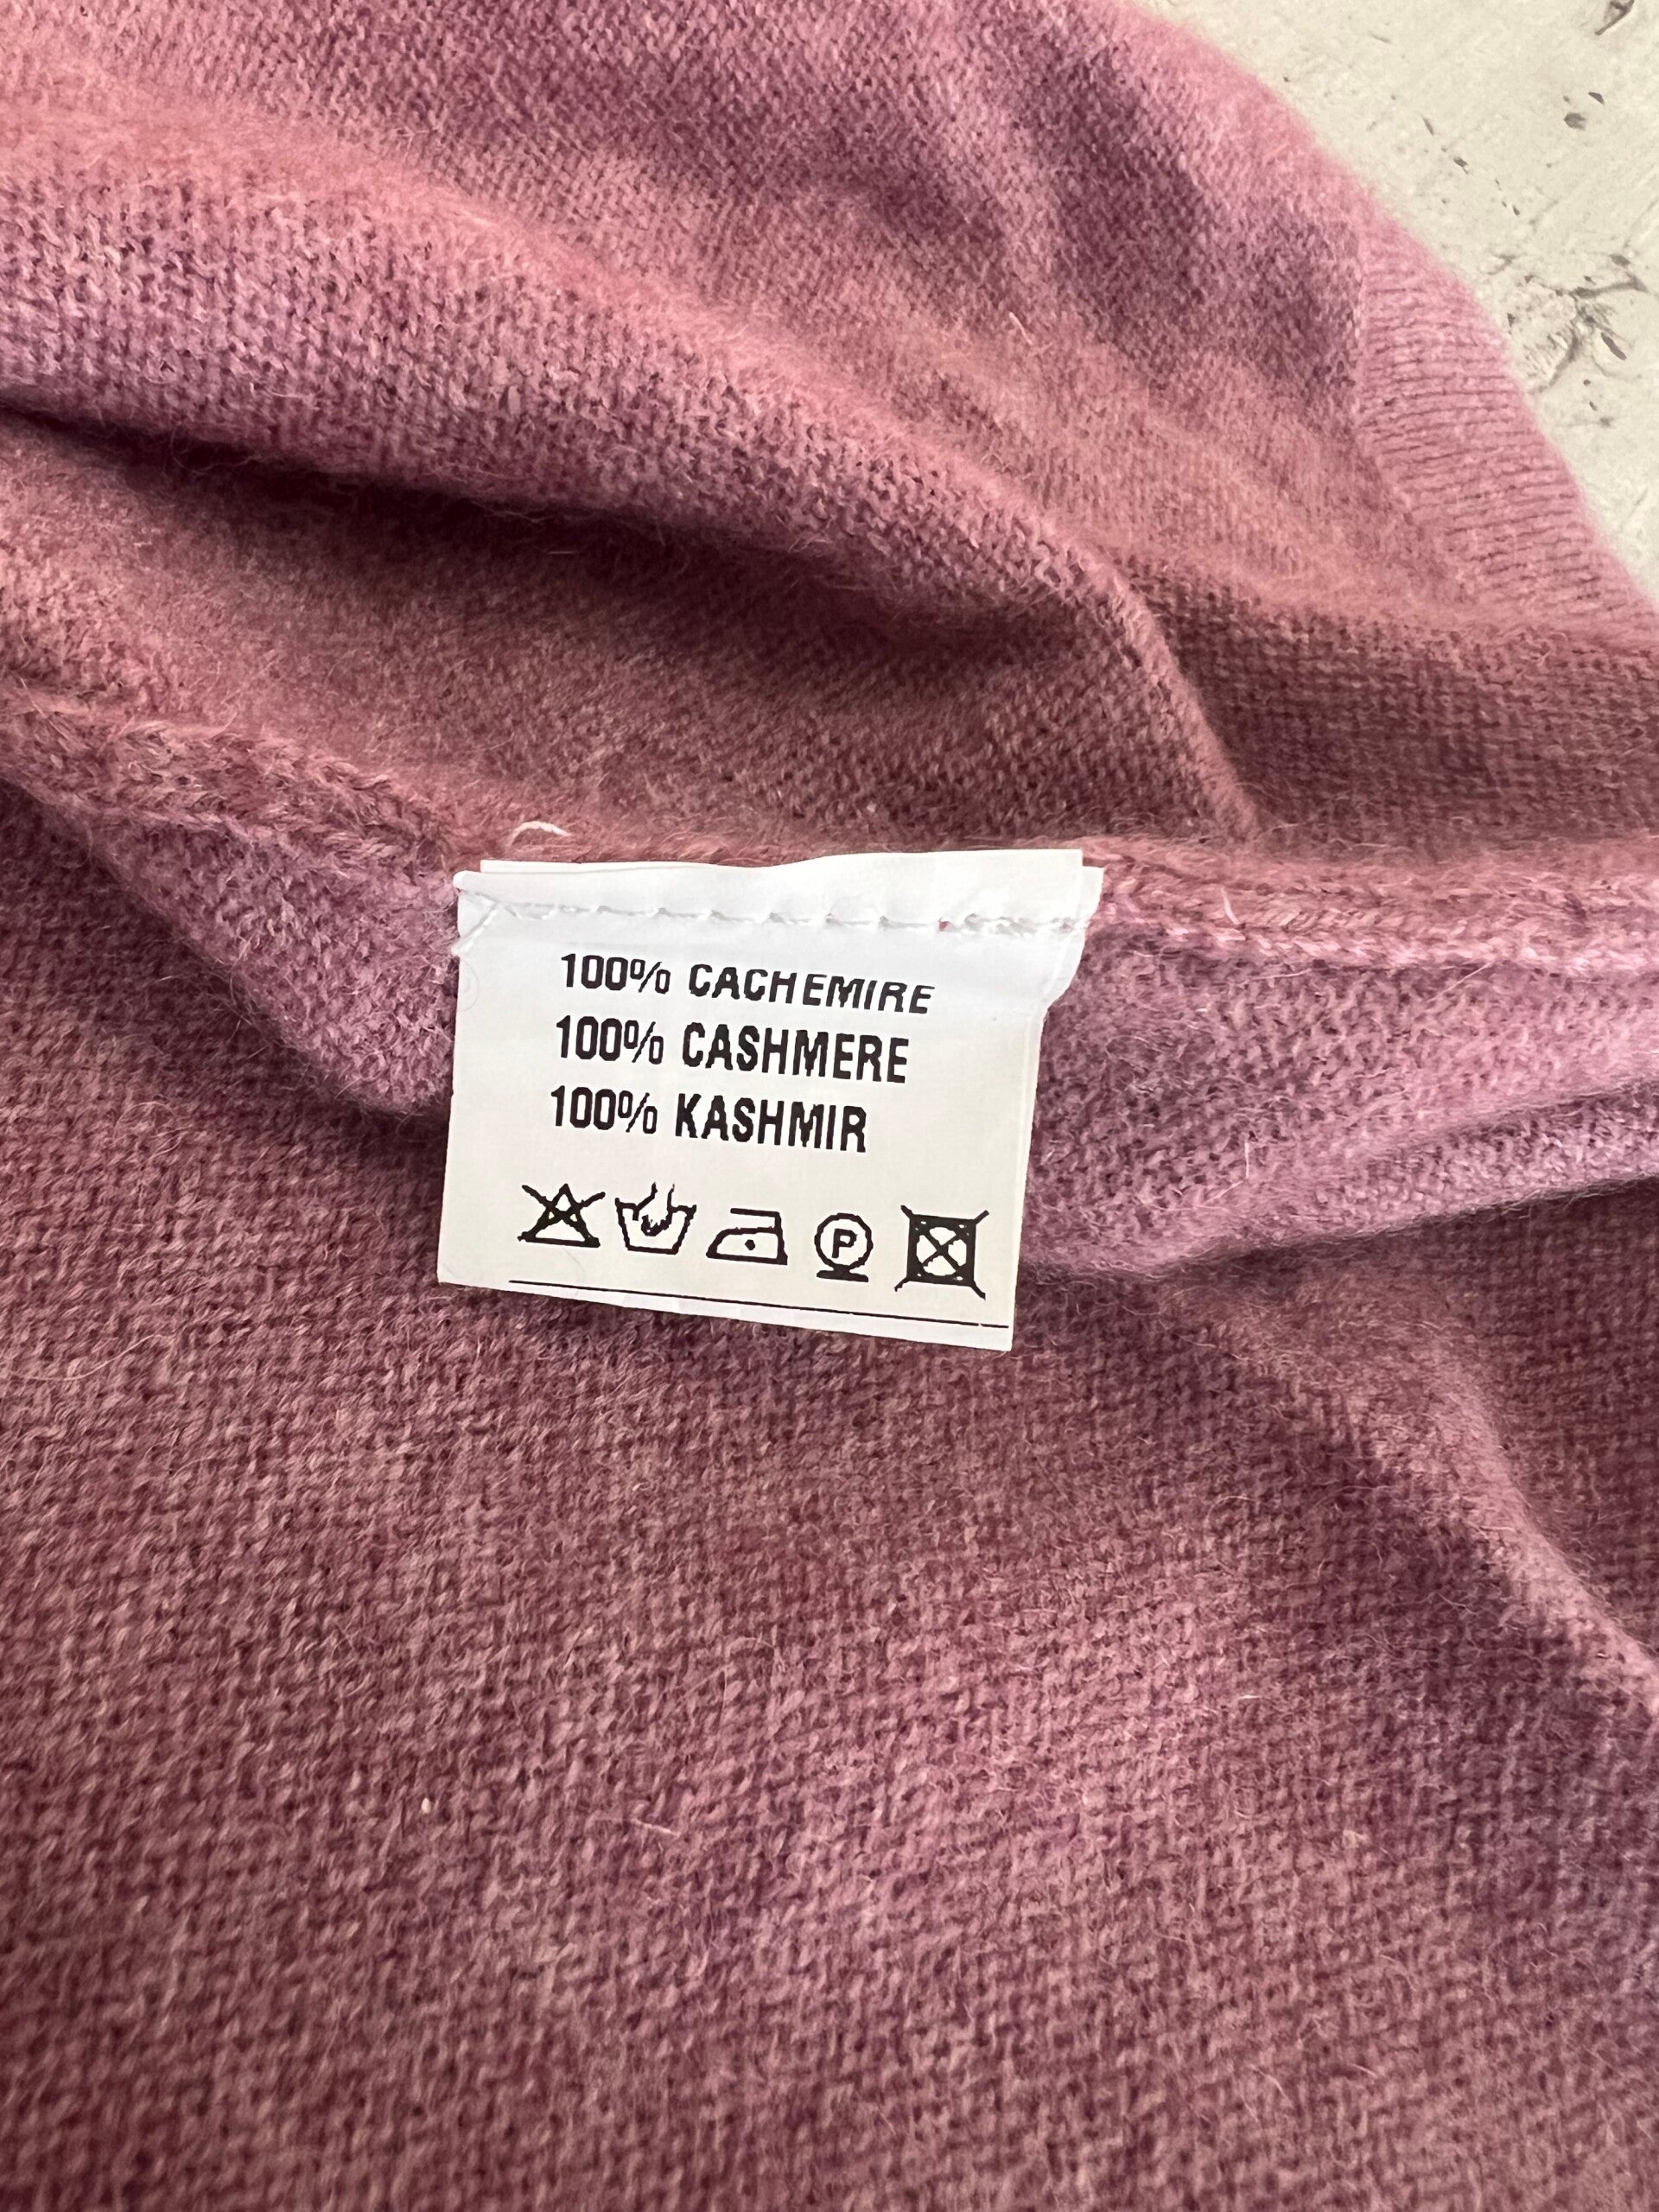 100% CACHEMIRE
100% CASHMERE
100% KASHMIR
P